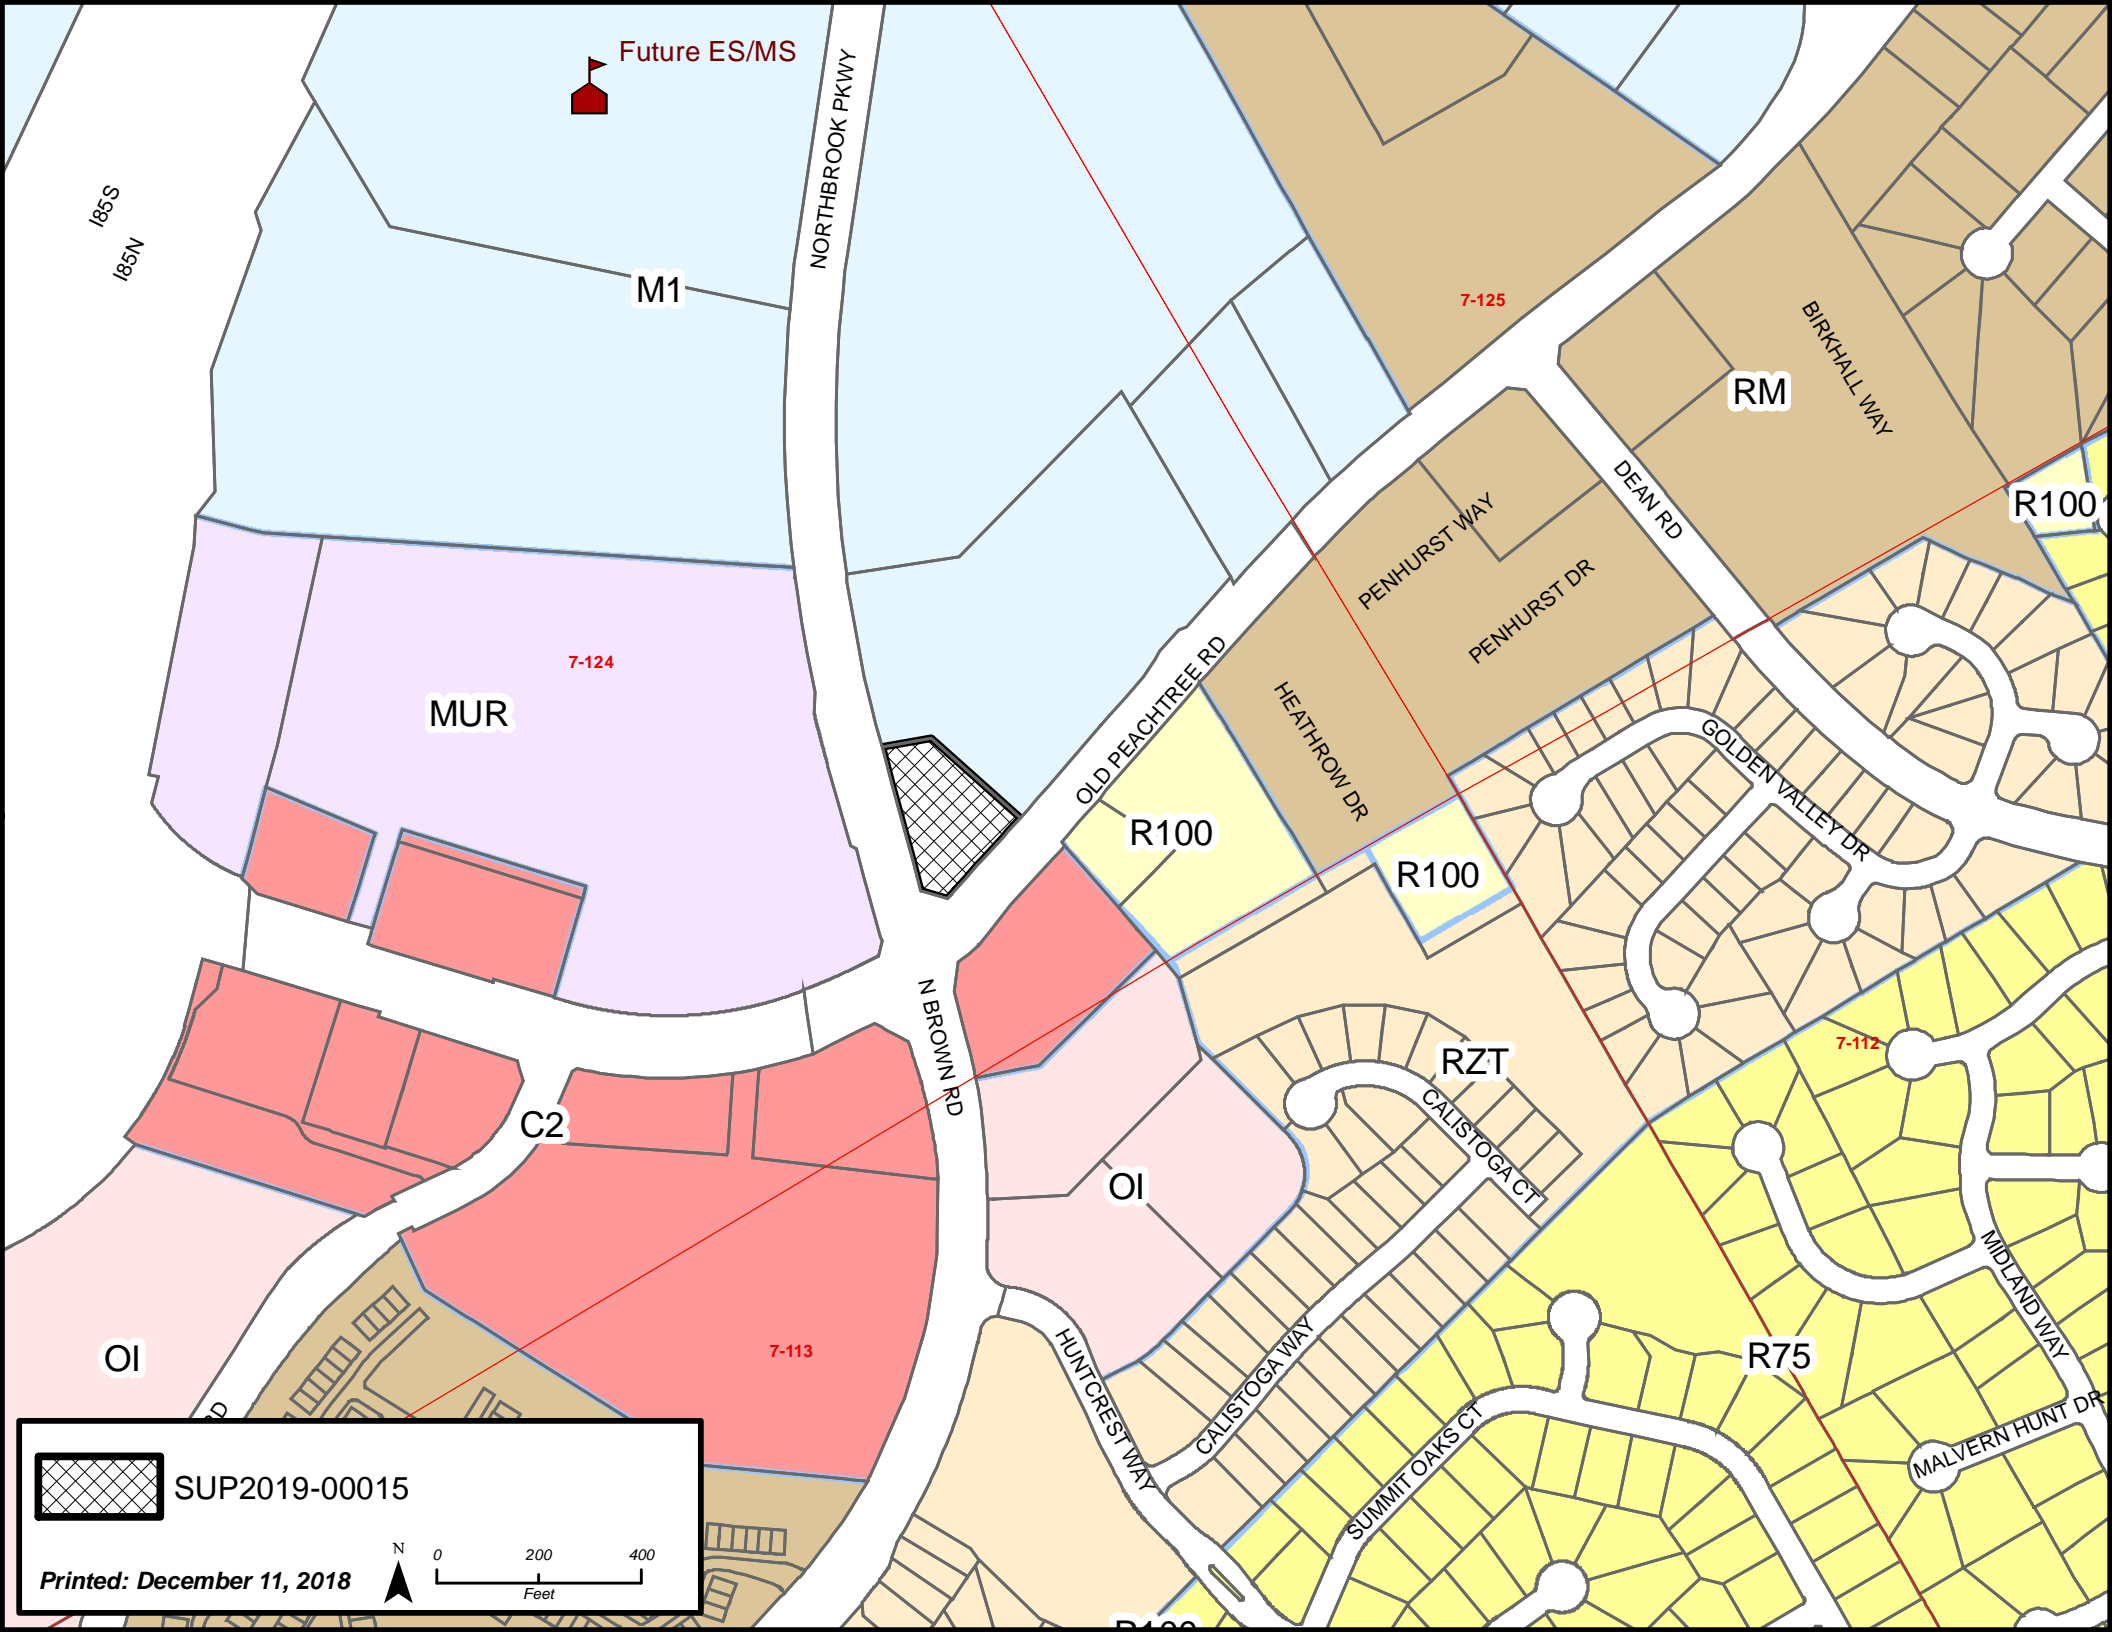 Future ES/MS
NORTHBROOK PKWY
I85S
I85N
M1
7-125
BIRKHALL WAY
RM
DEAN RD
R100
PENHURST WAY
PENHURST DR
7-124
MUR
OLD PEACHTREE RD
HEATHROW DR
GOLDEN VALLEY DR
R100
R100
N BROWN RD
7-112
RZT
CALISTOGA CT
C2
OI
MIDLAND WAY
OI
7-113
HUNTCREST WAY
CALISTOGA WAY
R75
SUMMIT OAKS CT
MALVERN HUNT DR
RD
SUP2019-00015
Printed: December 11, 2018
N
0 200 400
Feet
R100